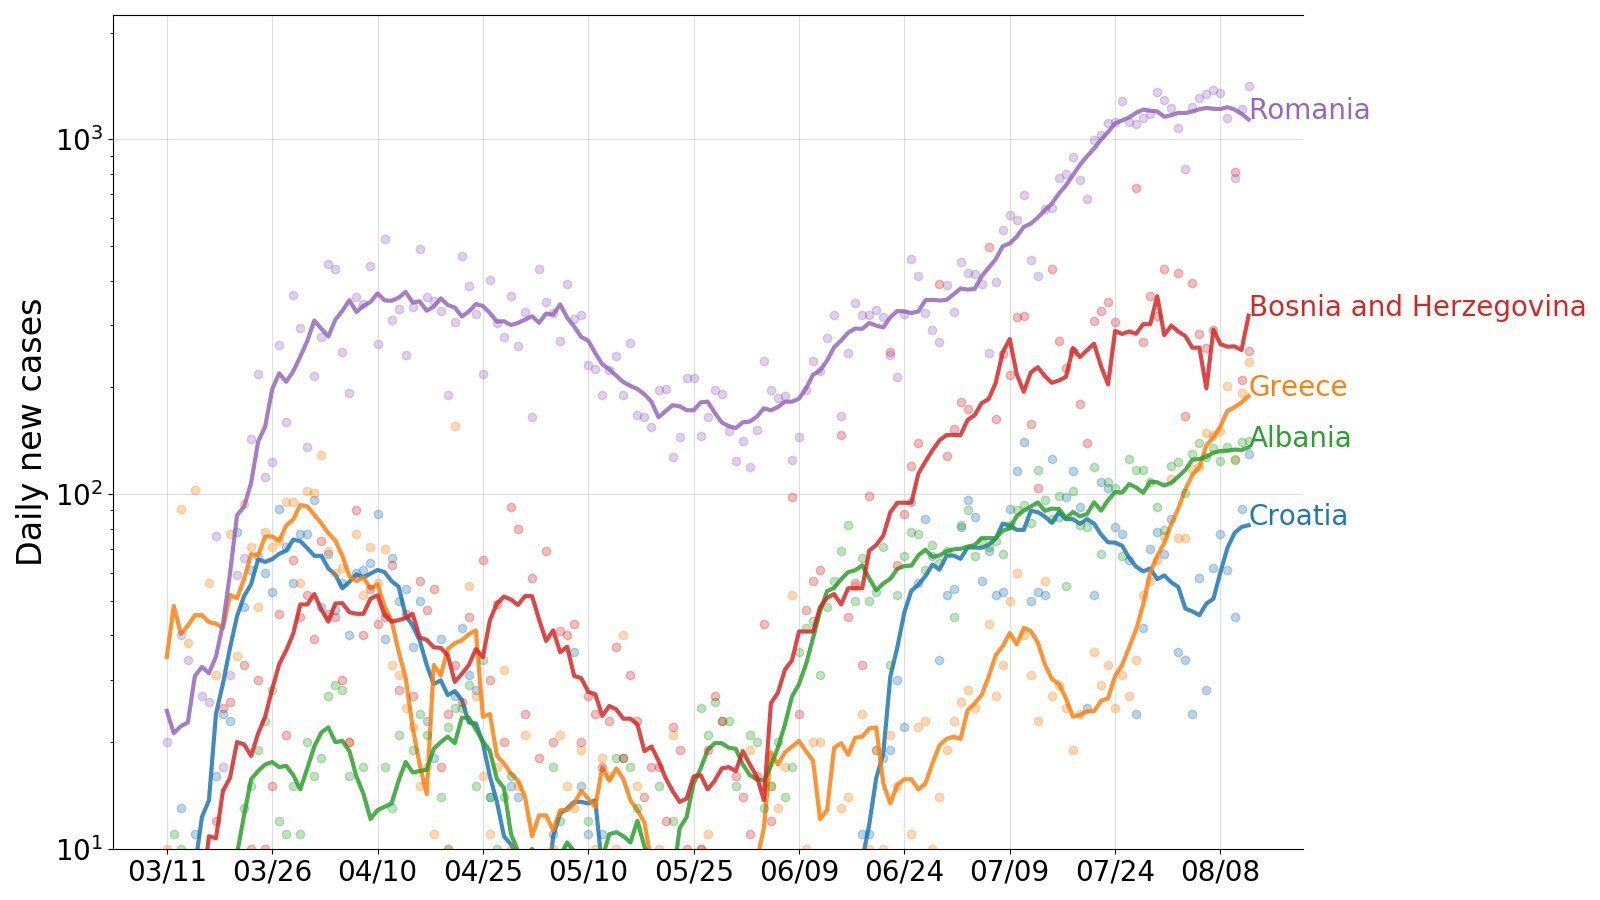 Daily new cases
10³
10²
10¹
03/11 03/26 04/10 04/25 05/10 05/25 06/09 06/24 07/09 07/24 08/08
Romania
Bosnia and Herzegovina
Greece
Albania
Croatia